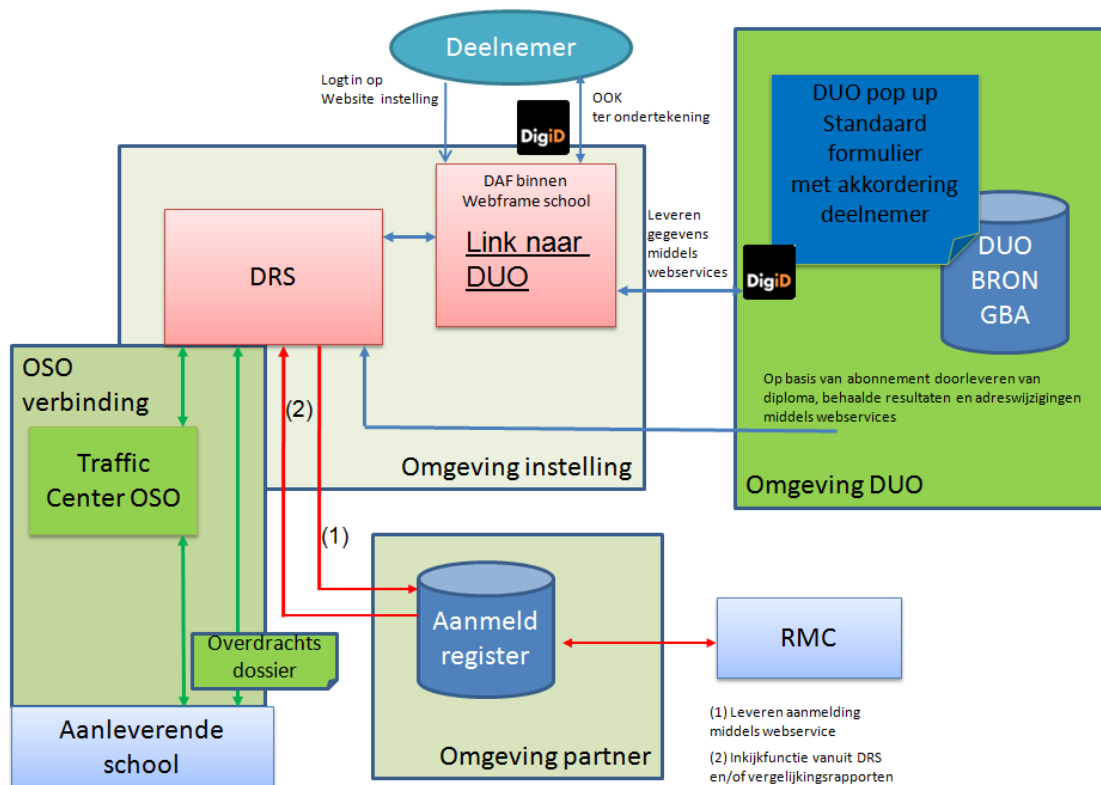 Deelnemer
Logt in op
Website instelling
OOK
ter ondertekening
DigiD
DAF binnen
Webframe school
Link naar
DUO
DRS
Leveren
gegevens
middels
webservices
DigiD
DUO pop up
Standaard
formulier
met akkordering
deelnemer
DUO
BRON
GBA
Op basis van abonnement doorleveren van
diploma, behaalde resultaten en adreswijzigingen
middels webservices
Omgeving DUO
Omgeving instelling
OSO
verbinding
Traffic
Center OSO
(2)
(1)
Overdrachts
dossier
Aanleverende
school
Aanmeld
register
Omgeving partner
RMC
(1) Leveren aanmelding
middels webservice
(2) Inkijkfunctie vanuit DRS
en/of vergelijkingsrapporten